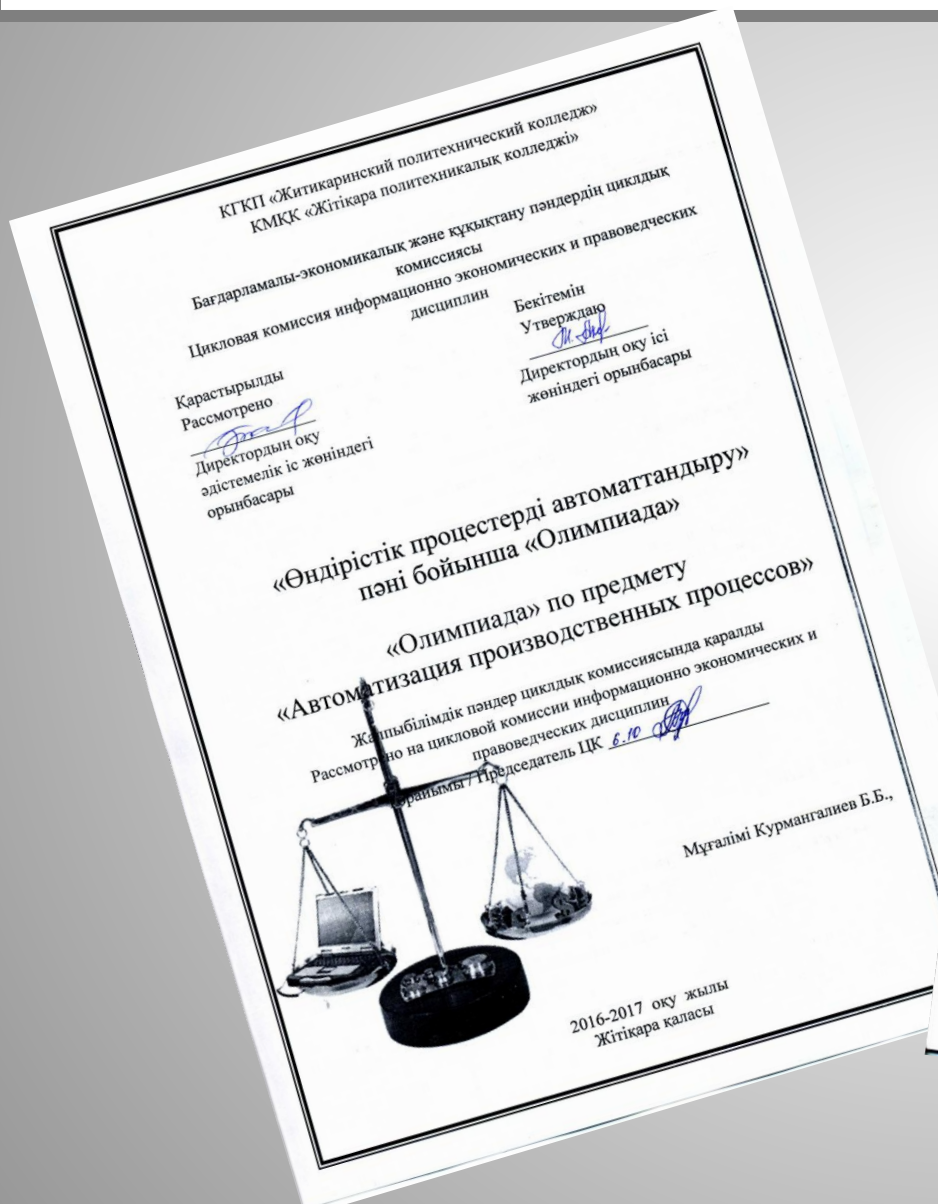 КГКП «Житикаринский политехнический колледж»
КМҚК «Жітіқара политехникалық колледжі»
Бағдарламалы-экономикалық және құқықтану пәндердің циклдық
комиссиясы
Цикловая комиссия информационно экономических и правоведческих
дисциплин
Қарастырылды
Рассмотрено
Директордың оқу
әдістемелік іс жөніндегі
орынбасары
Бекітемін
Утверждаю
Директордың оқу ісі
жөніндегі орынбасары
«Өндірістік процестерді автоматтандыру»
пәні бойынша «Олимпиада»
«Олимпиада» по предмету
«Автоматизация производственных процессов»
Жалпыбілімдік пәндер циклдық комиссиясында қаралды
Рассмотрено на цикловой комиссии информационно экономических и
правоведческих дисциплин
/ Председатель ЦК 6.10
Мұғалімі Курмангалиев Б.Б.,
2016-2017 оқу жылы
Жітіқара қаласы